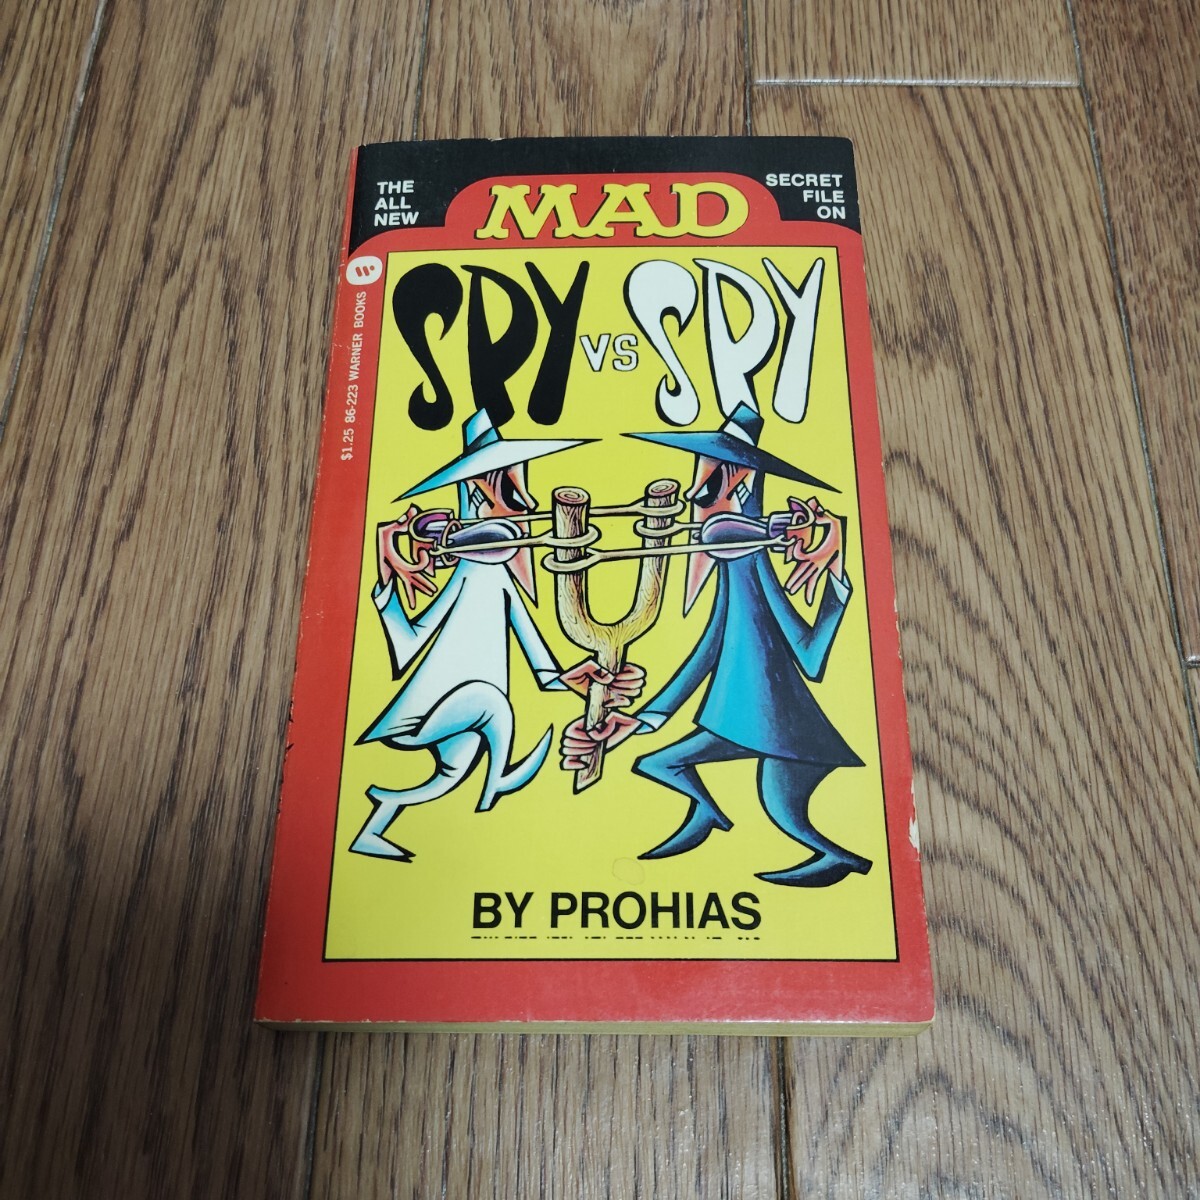 THE
ALL
NEW
MAD
SECRET
FILE
ON
SPY vs SPY
$1.25 86-223 WARNER BOOKS
BY PROHIAS